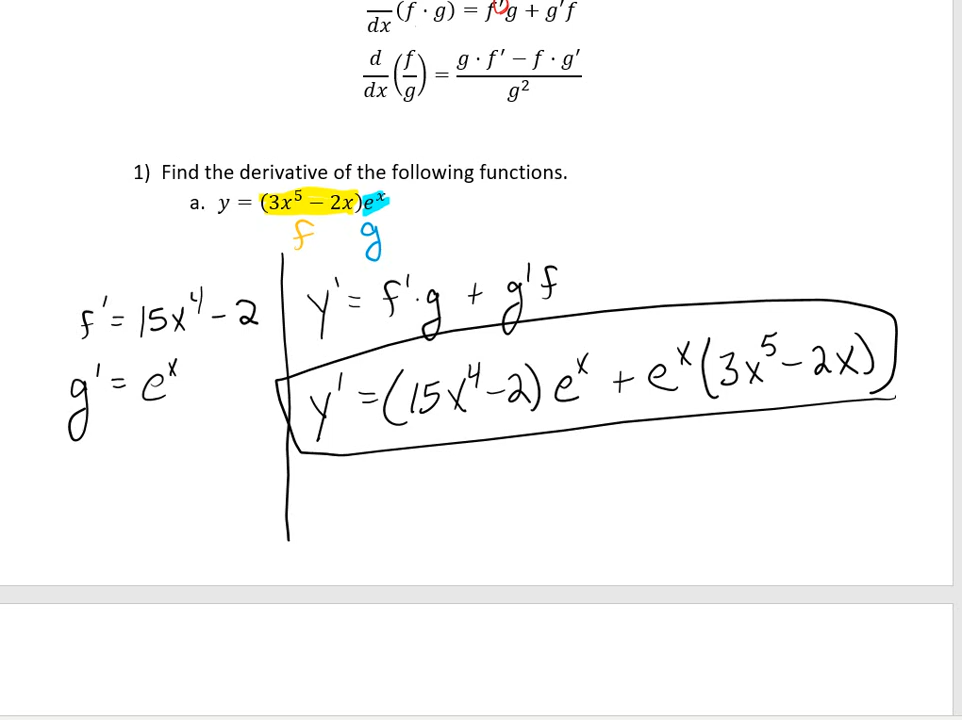 d/dx (f · g) = f'g + g'f
d/dx (f/g) = (g · f' − f · g')/g²
1) Find the derivative of the following functions.
a. y = (3x⁵ − 2x)eˣ
f g
y' = f'·g + g'f
f' = 15x⁴ - 2
g' = eˣ
y' = (15x⁴-2) eˣ + eˣ(3x⁵-2x)